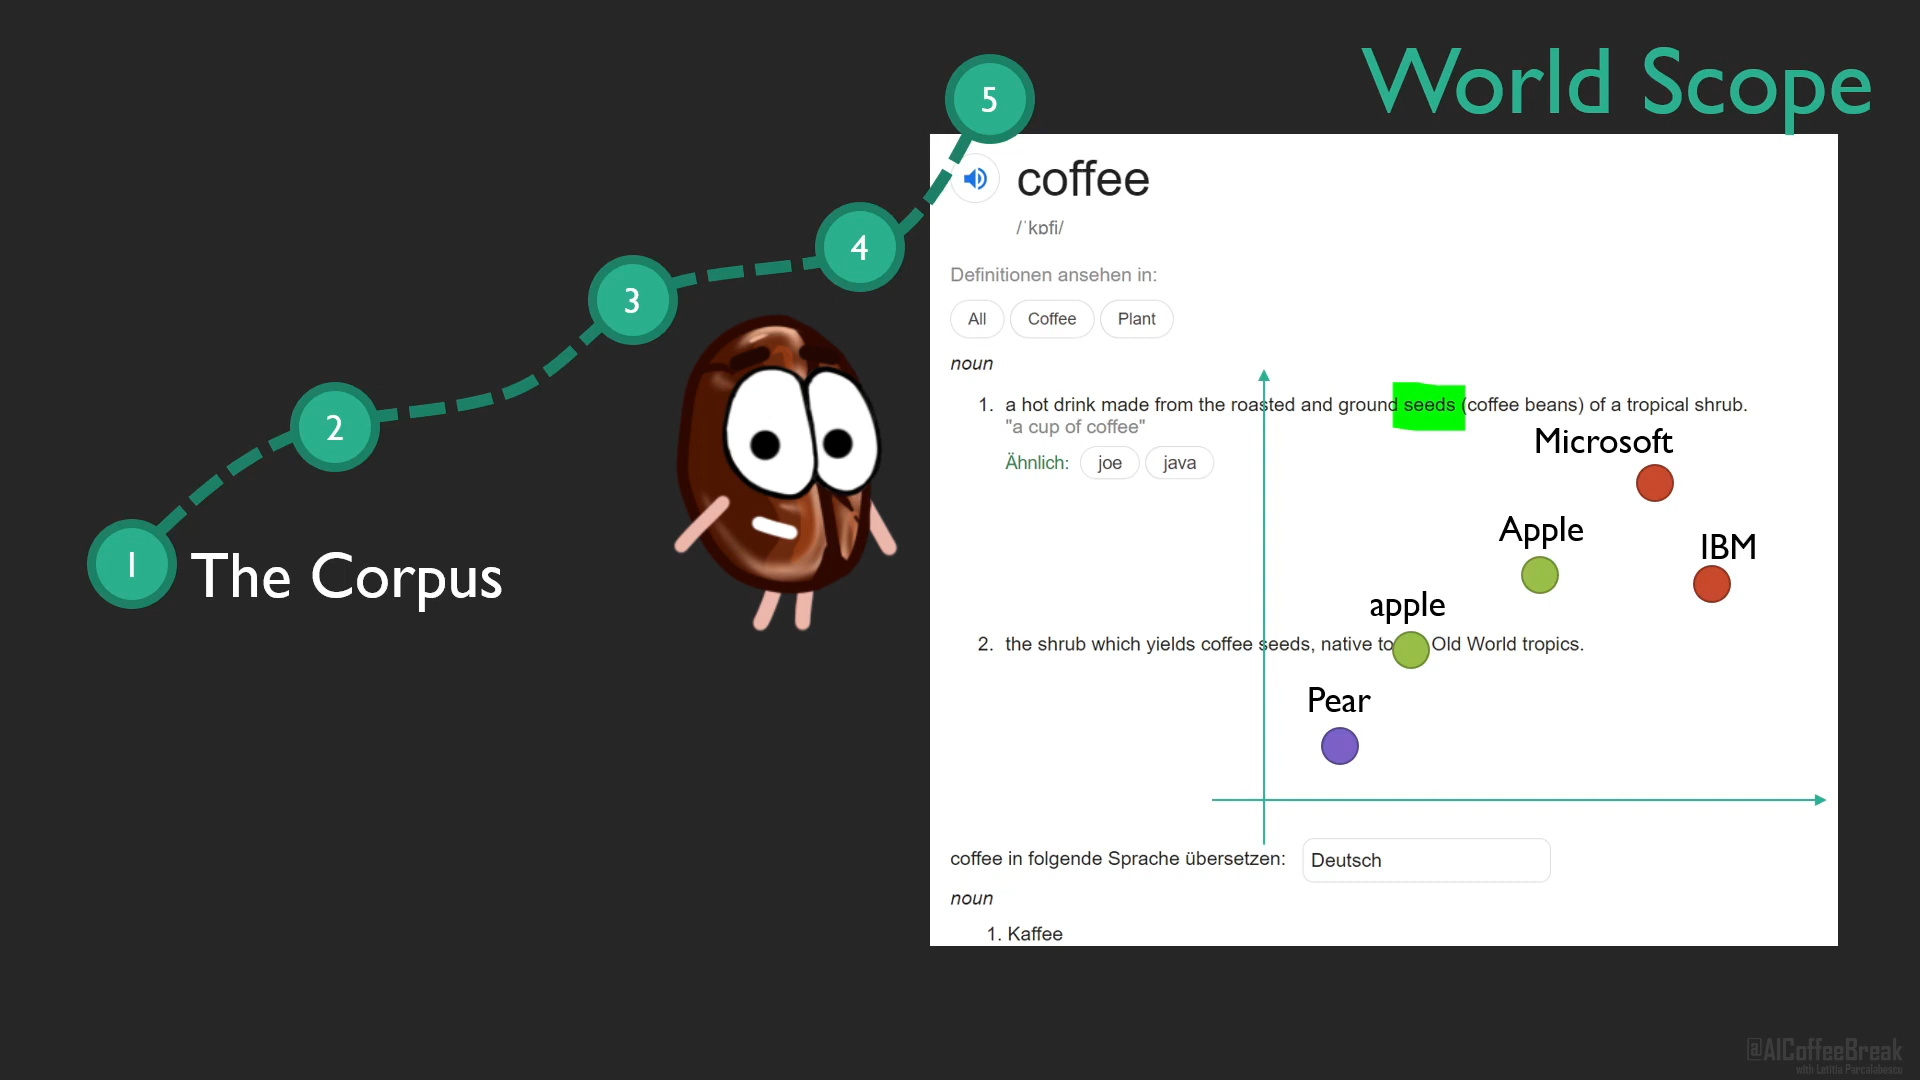 World Scope
5
4
3
2
1
The Corpus
coffee
/ˈkɒfi/
Definitionen ansehen in:
All
Coffee
Plant
noun
1. a hot drink made from the roasted and ground seeds (coffee beans) of a tropical shrub.
"a cup of coffee"
Ähnlich: joe java
Microsoft
Apple
IBM
apple
2. the shrub which yields coffee seeds, native to Old World tropics.
Pear
coffee in folgende Sprache übersetzen: Deutsch
noun
1. Kaffee
@AICoffeeBreak
with Letitia Parcalabescu